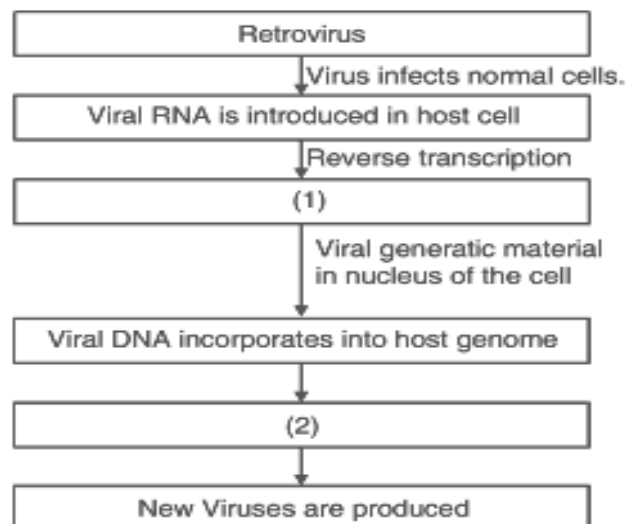 Retrovirus
Virus infects normal cells.
Viral RNA is introduced in host cell
Reverse transcription
(1)
Viral generatic material
in nucleus of the cell
Viral DNA incorporates into host genome
(2)
New Viruses are produced